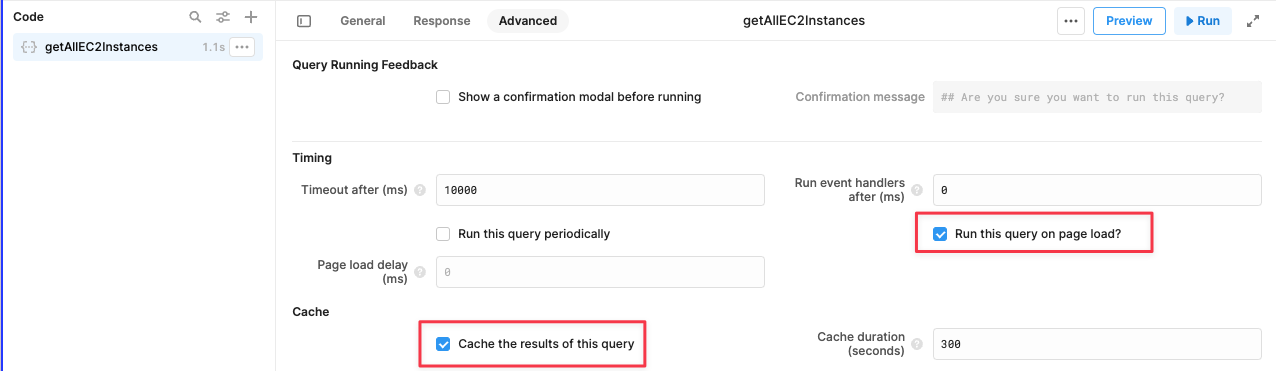 Code
General
Response
Advanced
getAllEC2Instances
Preview
Run
getAllEC2Instances
1.1s
Query Running Feedback
Show a confirmation modal before running
Confirmation message
## Are you sure you want to run this query?
Timing
Timeout after (ms)
?
10000
Run event handlers
after (ms)
?
0
Run this query periodically
Run this query on page load?
Page load delay
(ms)
?
0
Cache
Cache the results of this query
Cache duration
(seconds)
?
300